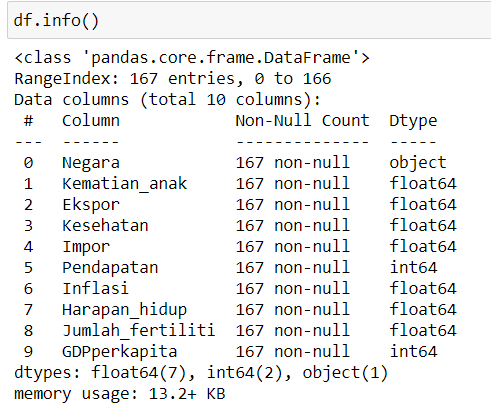 df.info()
<class 'pandas.core.frame.DataFrame'>
RangeIndex: 167 entries, 0 to 166
Data columns (total 10 columns):
 #   Column           Non-Null Count  Dtype
---  ------           --------------  -----
 0   Negara           167 non-null    object
 1   Kematian_anak    167 non-null    float64
 2   Ekspor           167 non-null    float64
 3   Kesehatan        167 non-null    float64
 4   Impor            167 non-null    float64
 5   Pendapatan       167 non-null    int64
 6   Inflasi          167 non-null    float64
 7   Harapan_hidup    167 non-null    float64
 8   Jumlah_fertiliti 167 non-null    float64
 9   GDPperkapita     167 non-null    int64
dtypes: float64(7), int64(2), object(1)
memory usage: 13.2+ KB